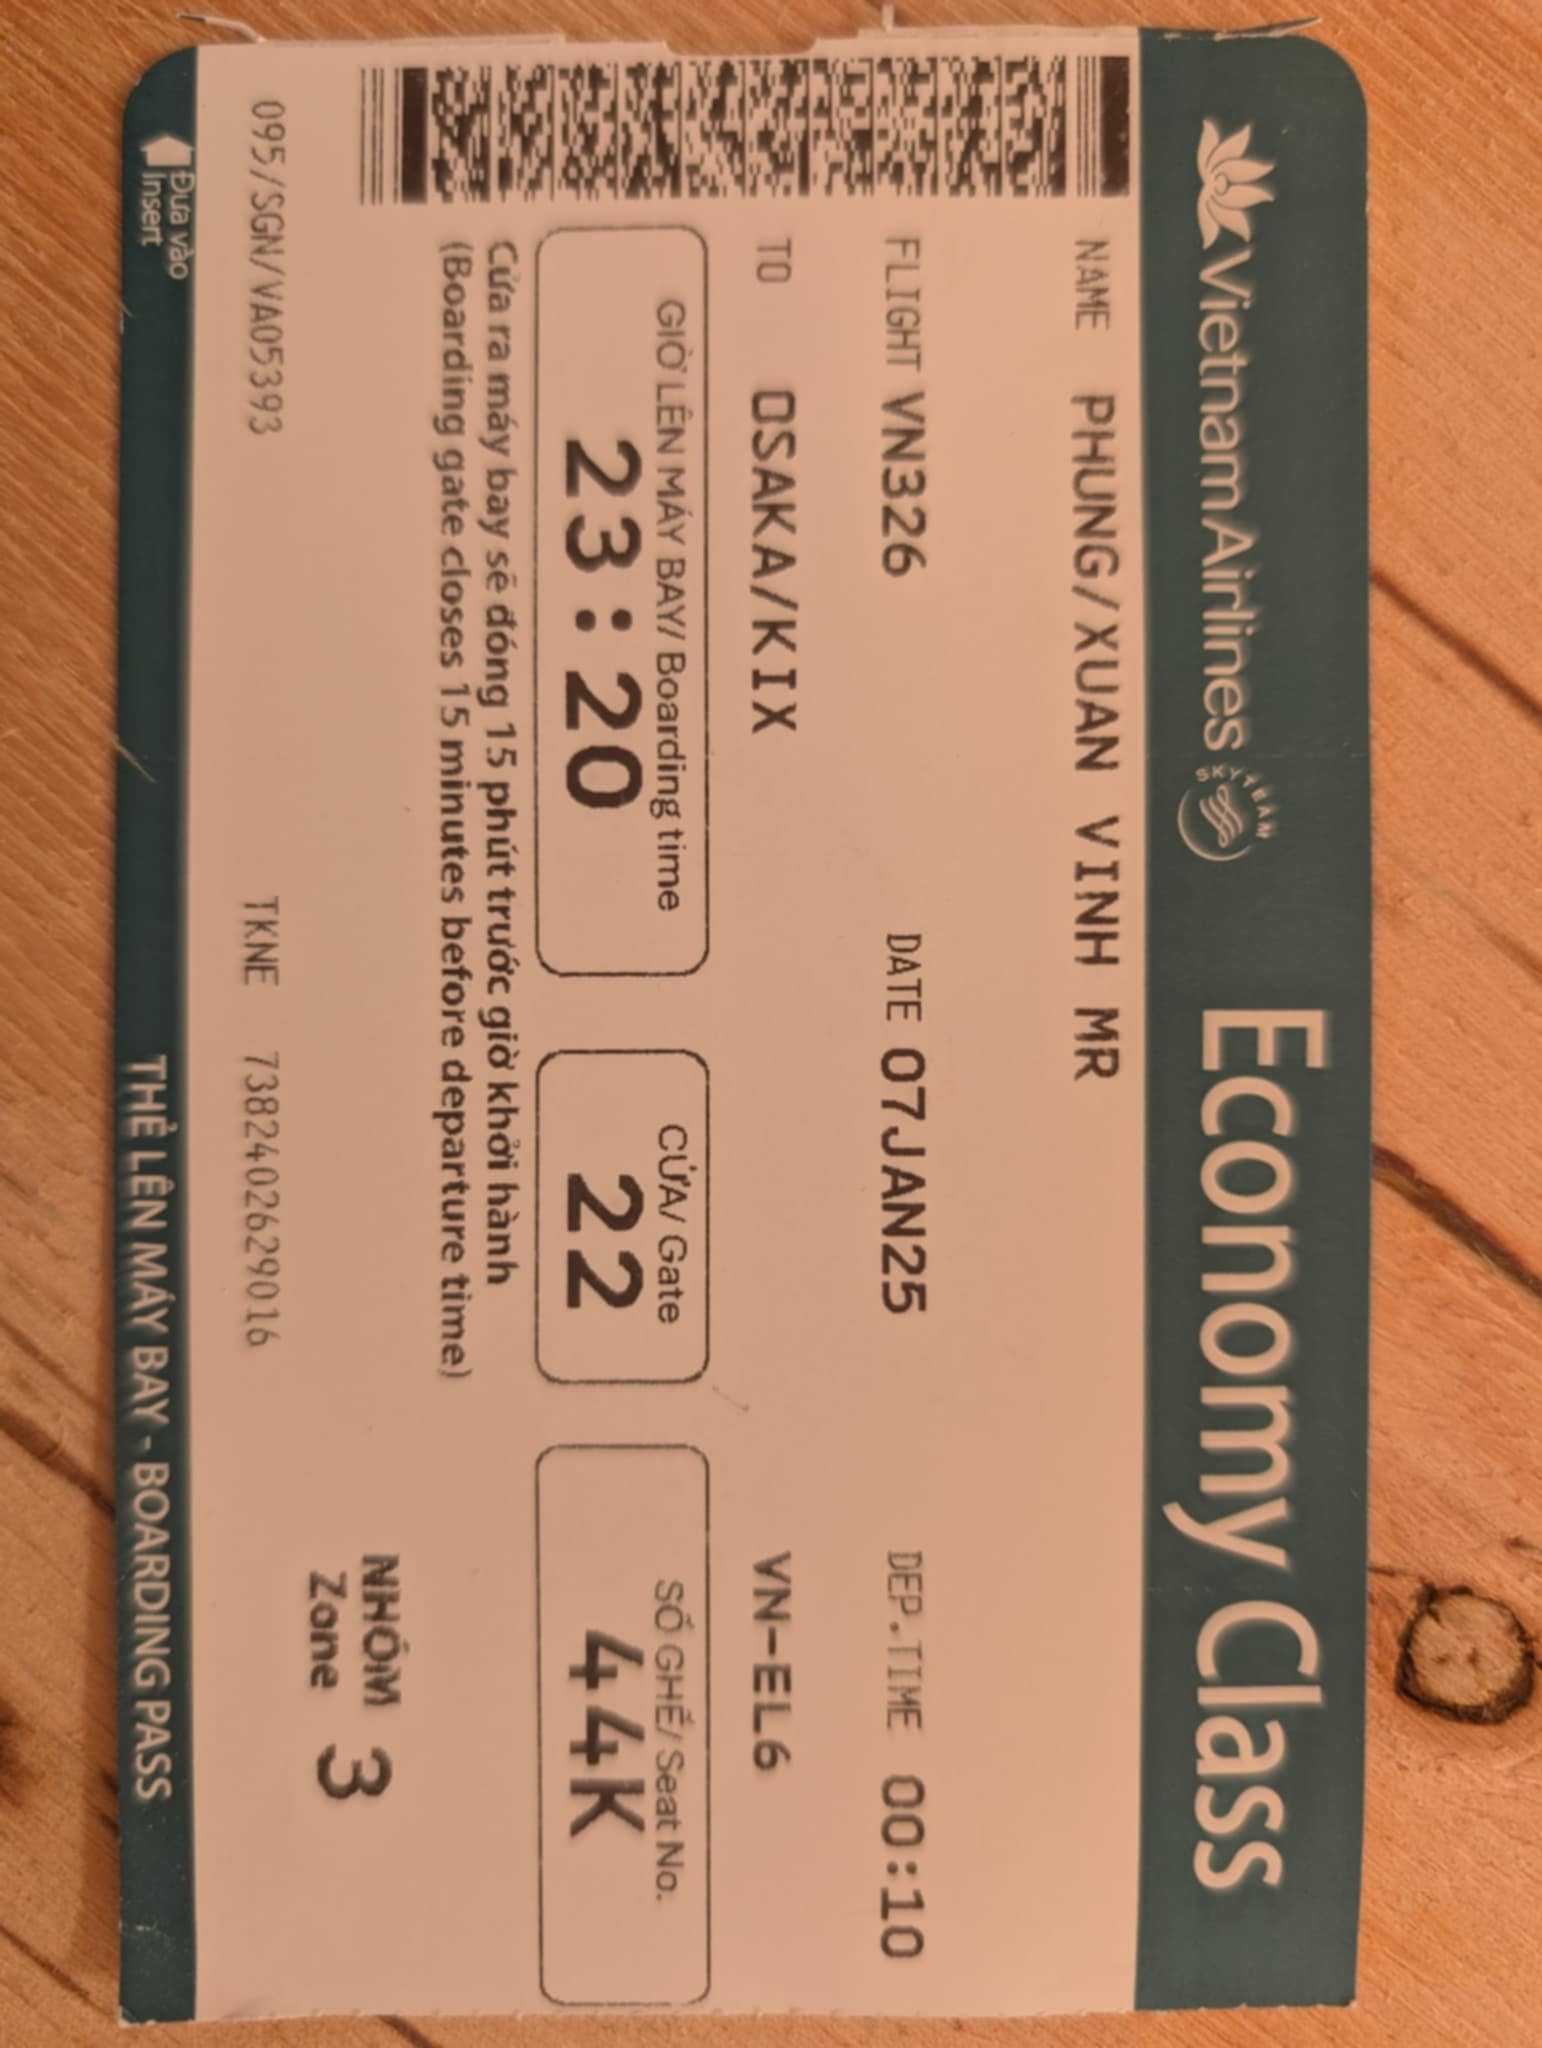 Vietnam Airlines SKYTEAM Economy Class
NAME PHUNG/XUAN VINH MR
FLIGHT VN326 DATE 07JAN25 DEP.TIME 00:10
TO OSAKA/KIX VN-EL6
GIỜ LÊN MÁY BAY/ Boarding time
23:20
CỬA/ Gate
22
SỐ GHẾ/ Seat No.
44K
Cửa ra máy bay sẽ đóng 15 phút trước giờ khởi hành
(Boarding gate closes 15 minutes before departure time)
NHÓM
Zone 3
095/SGN/VA05393 TKNE 7382402629016
Đưa vào
Insert
THẺ LÊN MÁY BAY - BOARDING PASS